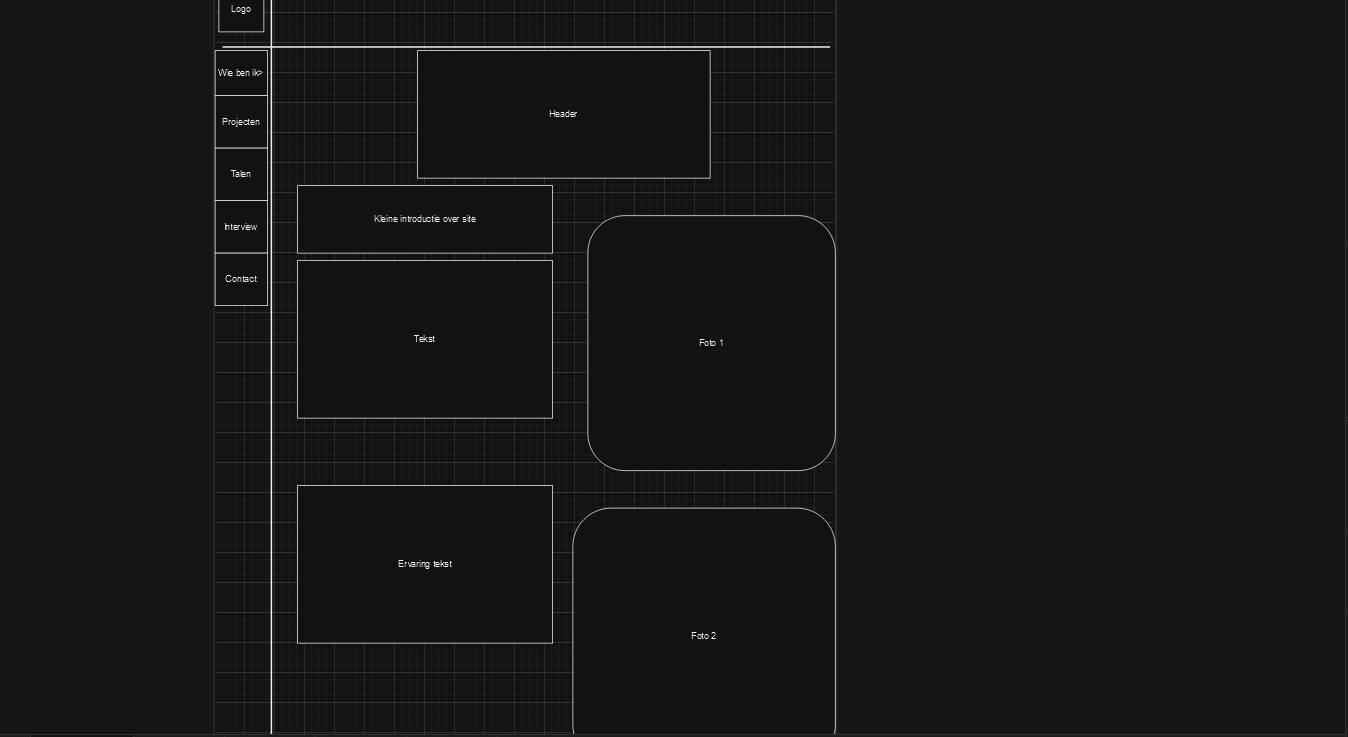 Logo
Wie ben ik>
Projecten
Talen
Interview
Contact
Header
Kleine introductie over site
Tekst
Foto 1
Ervaring tekst
Foto 2